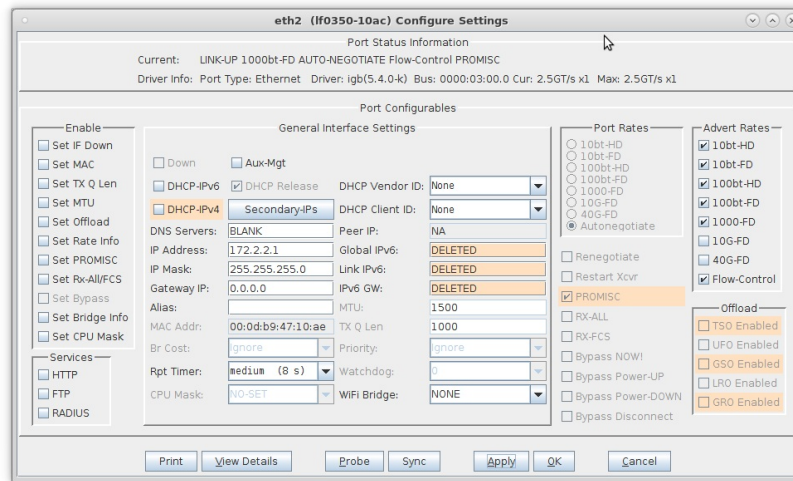 eth2 (lf0350-10ac) Configure Settings
Port Status Information
Current: LINK-UP 1000bt-FD AUTO-NEGOTIATE Flow-Control PROMISC
Driver Info: Port Type: Ethernet Driver: igb(5.4.0-k) Bus: 0000:03:00.0 Cur: 2.5GT/s x1 Max: 2.5GT/s x1
Port Configurables
Enable
Set IF Down
Set MAC
Set TX Q Len
Set MTU
Set Offload
Set Rate Info
Set PROMISC
Set Rx-All/FCS
Set Bypass
Set Bridge Info
Set CPU Mask
Services
HTTP
FTP
RADIUS
General Interface Settings
Down Aux-Mgt
DHCP-IPv6 DHCP Release DHCP Vendor ID: None
DHCP-IPv4 Secondary-IPs DHCP Client ID: None
DNS Servers: BLANK Peer IP: NA
IP Address: 172.2.2.1 Global IPv6: DELETED
IP Mask: 255.255.255.0 Link IPv6: DELETED
Gateway IP: 0.0.0.0 IPv6 GW: DELETED
Alias: MTU: 1500
MAC Addr: 00:0d:b9:47:10:ae TX Q Len 1000
Br Cost: Ignore Priority: Ignore
Rpt Timer: medium (8 s) Watchdog: 0
CPU Mask: NO-SET WiFi Bridge: NONE
Port Rates
10bt-HD
10bt-FD
100bt-HD
100bt-FD
1000-FD
10G-FD
40G-FD
Autonegotiate
Renegotiate
Restart Xcvr
PROMISC
RX-ALL
RX-FCS
Bypass NOW!
Bypass Power-UP
Bypass Power-DOWN
Bypass Disconnect
Advert Rates
10bt-HD
10bt-FD
100bt-HD
100bt-FD
1000-FD
10G-FD
40G-FD
Flow-Control
Offload
TSO Enabled
UFO Enabled
GSO Enabled
LRO Enabled
GRO Enabled
Print View Details Probe Sync Apply OK Cancel